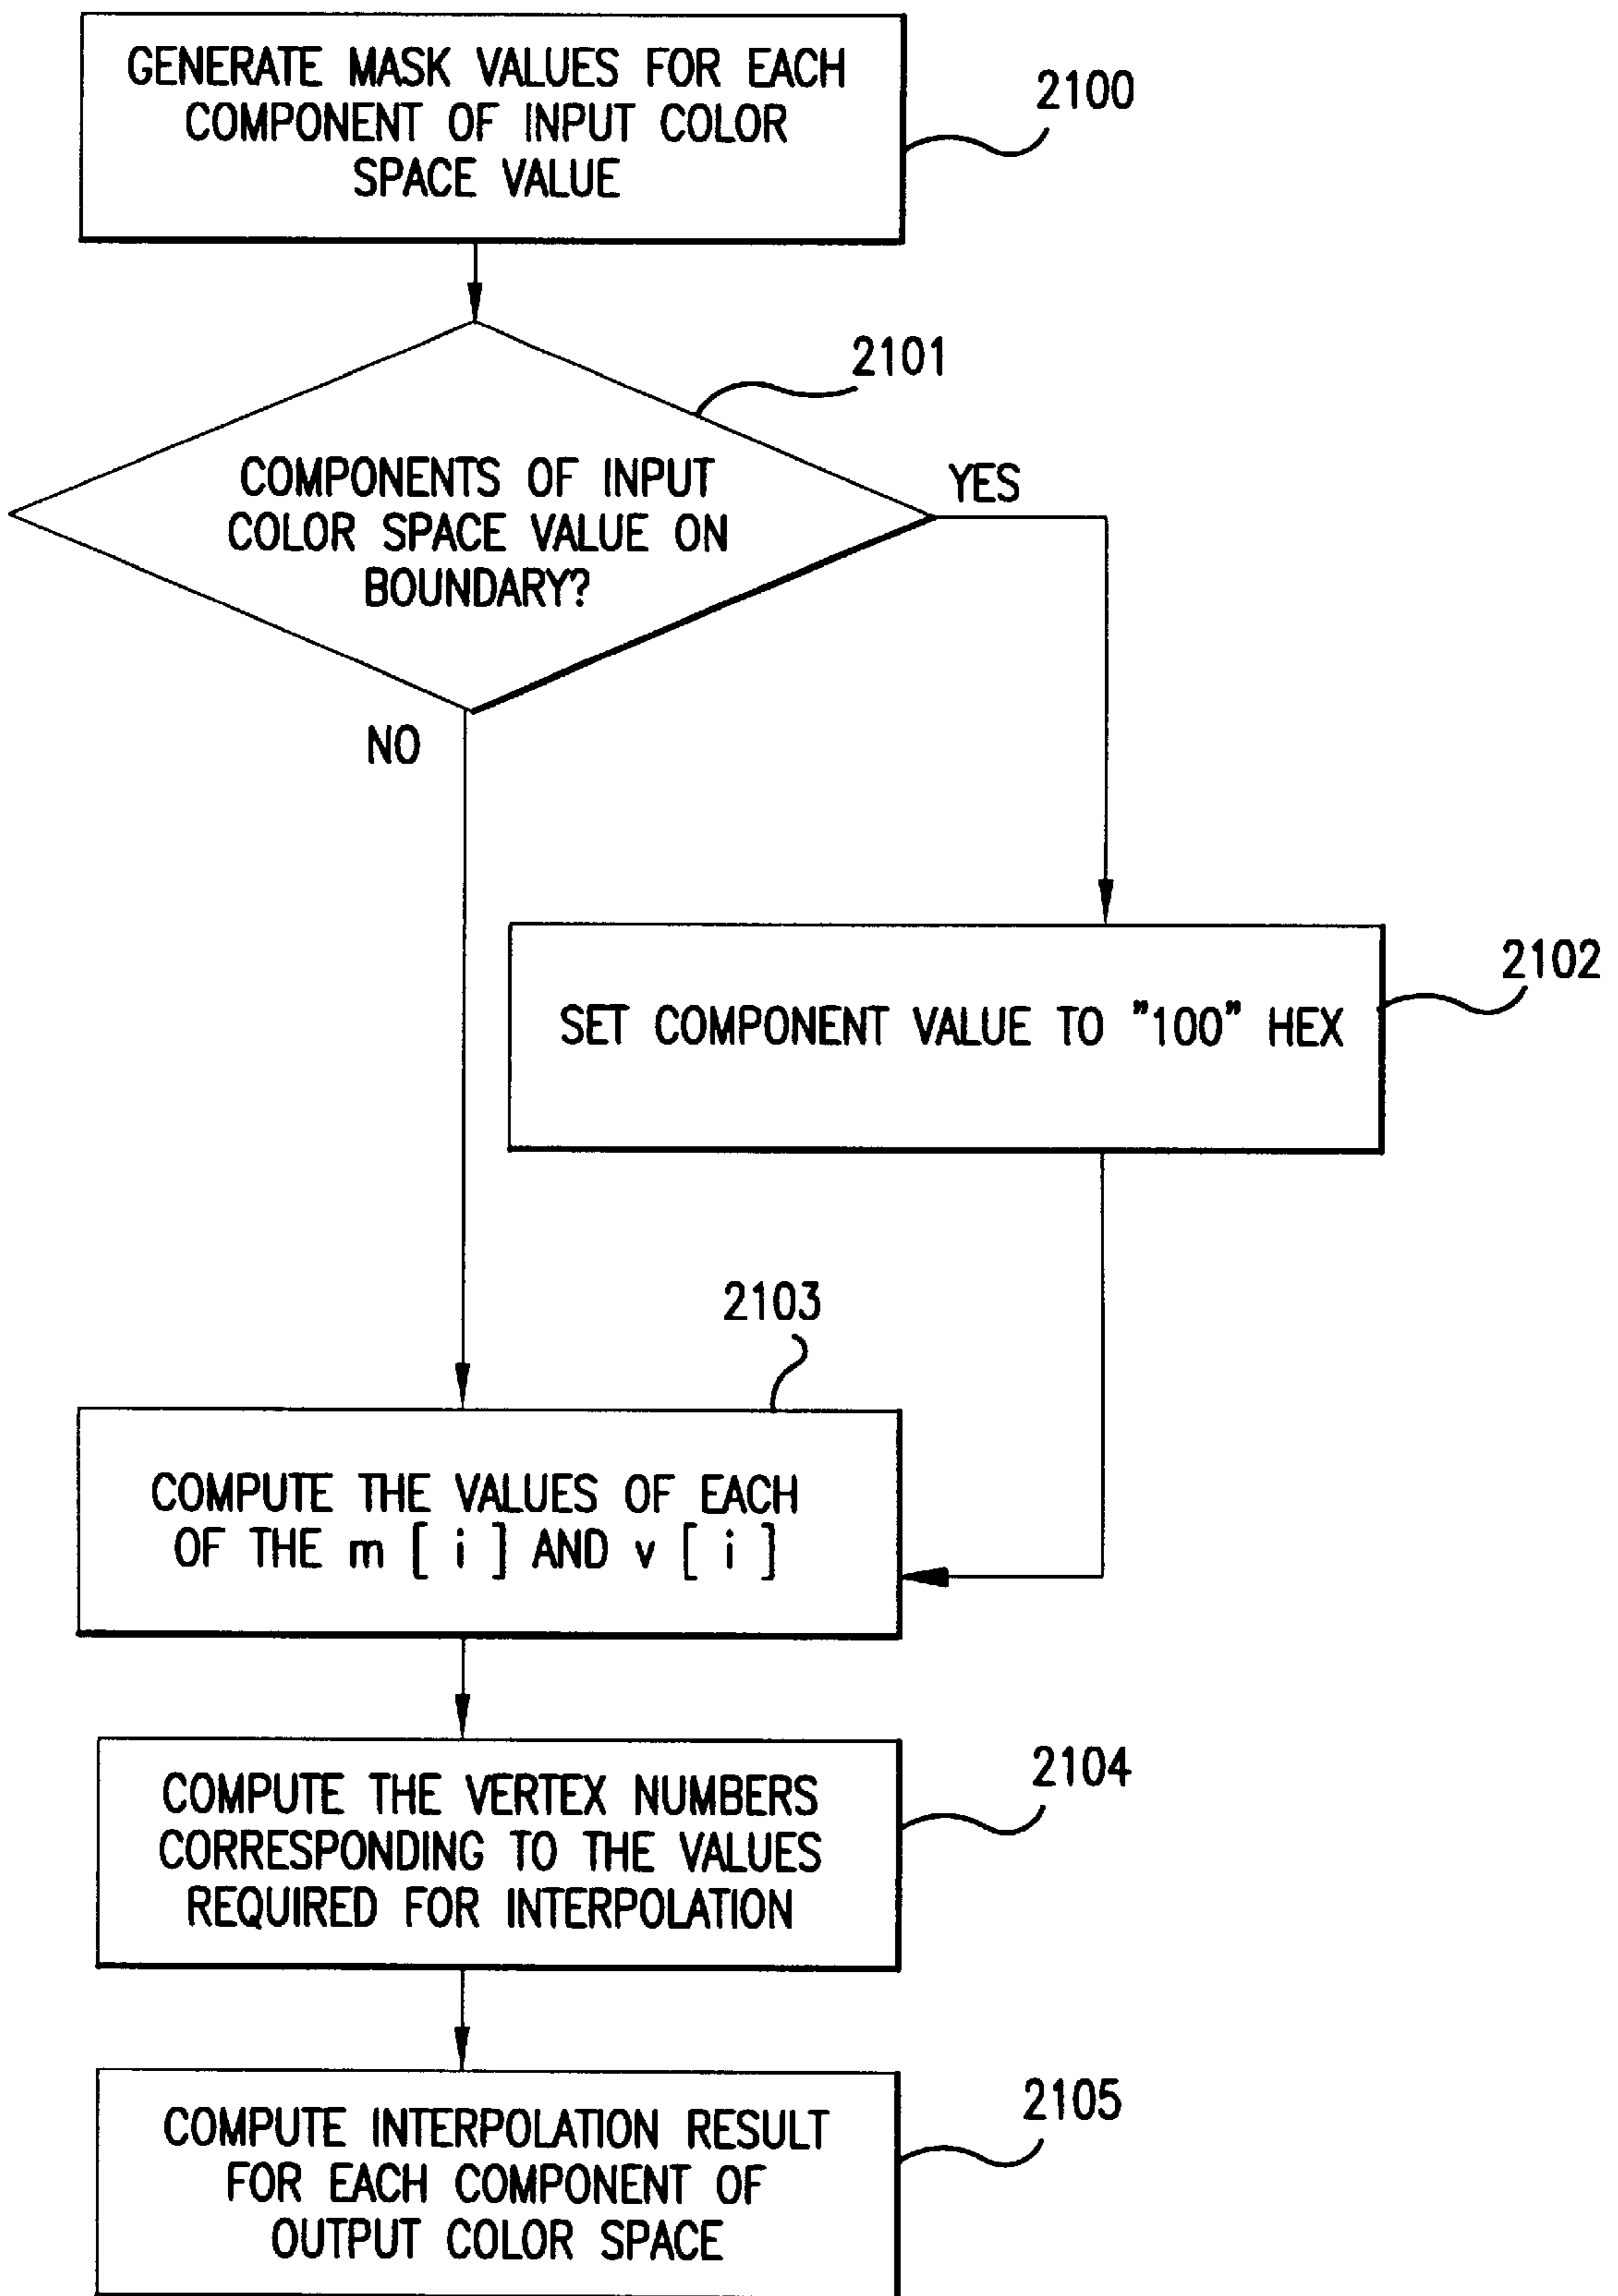 GENERATE MASK VALUES FOR EACH
COMPONENT OF INPUT COLOR
SPACE VALUE
2100
2101
COMPONENTS OF INPUT
COLOR SPACE VALUE ON
BOUNDARY?
YES
NO
2102
SET COMPONENT VALUE TO "100" HEX
2103
COMPUTE THE VALUES OF EACH
OF THE m [ i ] AND v [ i ]
2104
COMPUTE THE VERTEX NUMBERS
CORRESPONDING TO THE VALUES
REQUIRED FOR INTERPOLATION
2105
COMPUTE INTERPOLATION RESULT
FOR EACH COMPONENT OF
OUTPUT COLOR SPACE